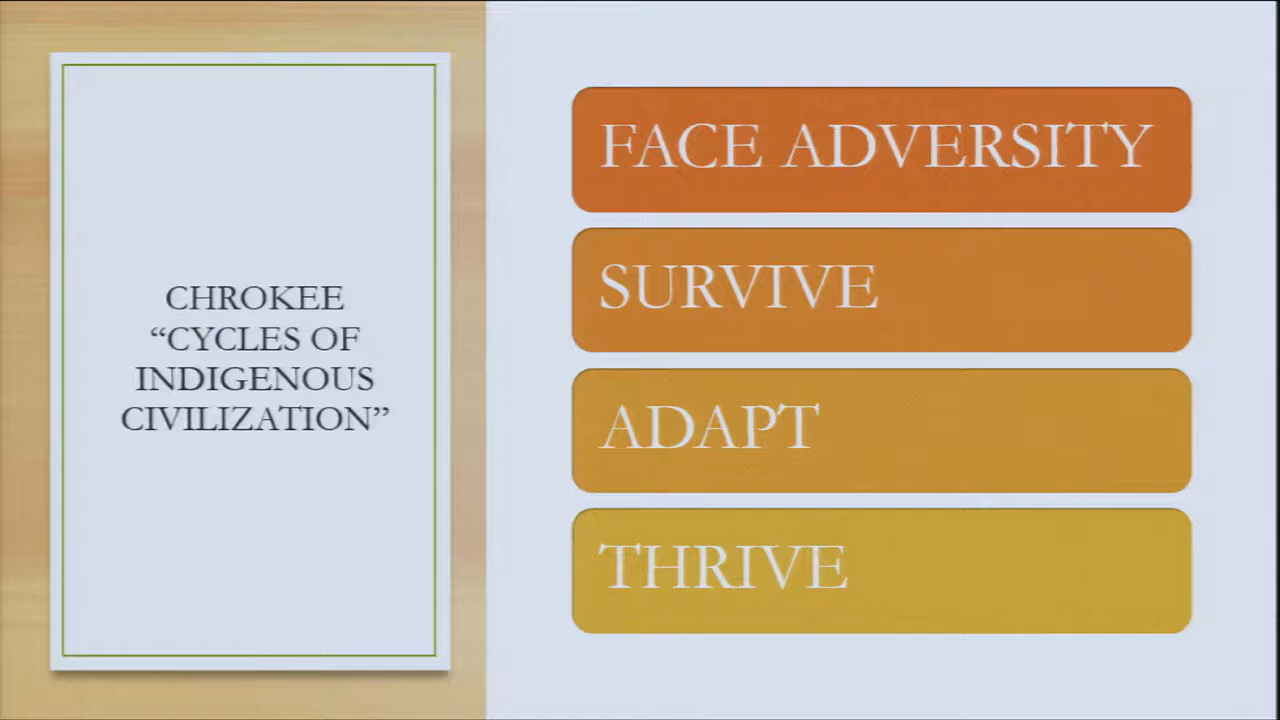 CHROKEE
“CYCLES OF
INDIGENOUS
CIVILIZATION”
FACE ADVERSITY
SURVIVE
ADAPT
THRIVE